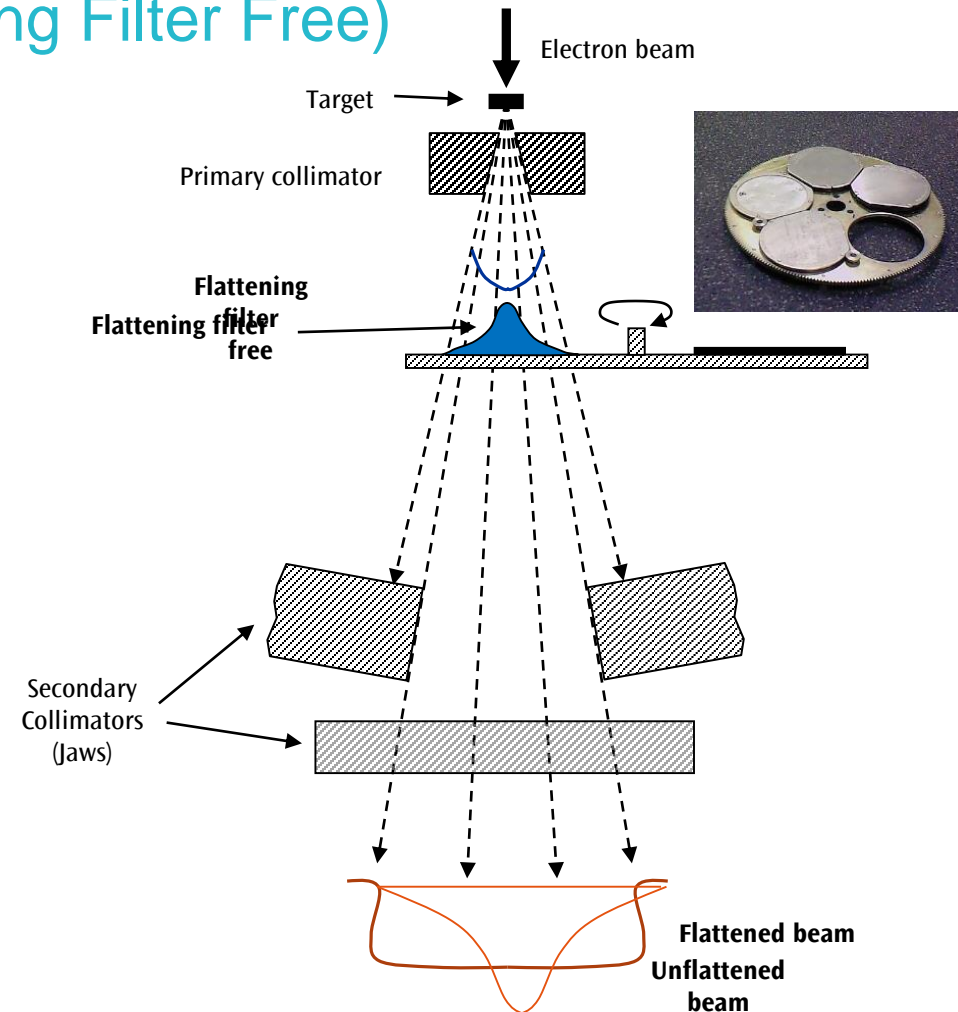 ng Filter Free)
Electron beam
Target
Primary collimator
Flattening
filter
Flattening filter
free
Secondary
Collimators
(Jaws)
Flattened beam
Unflattened
beam